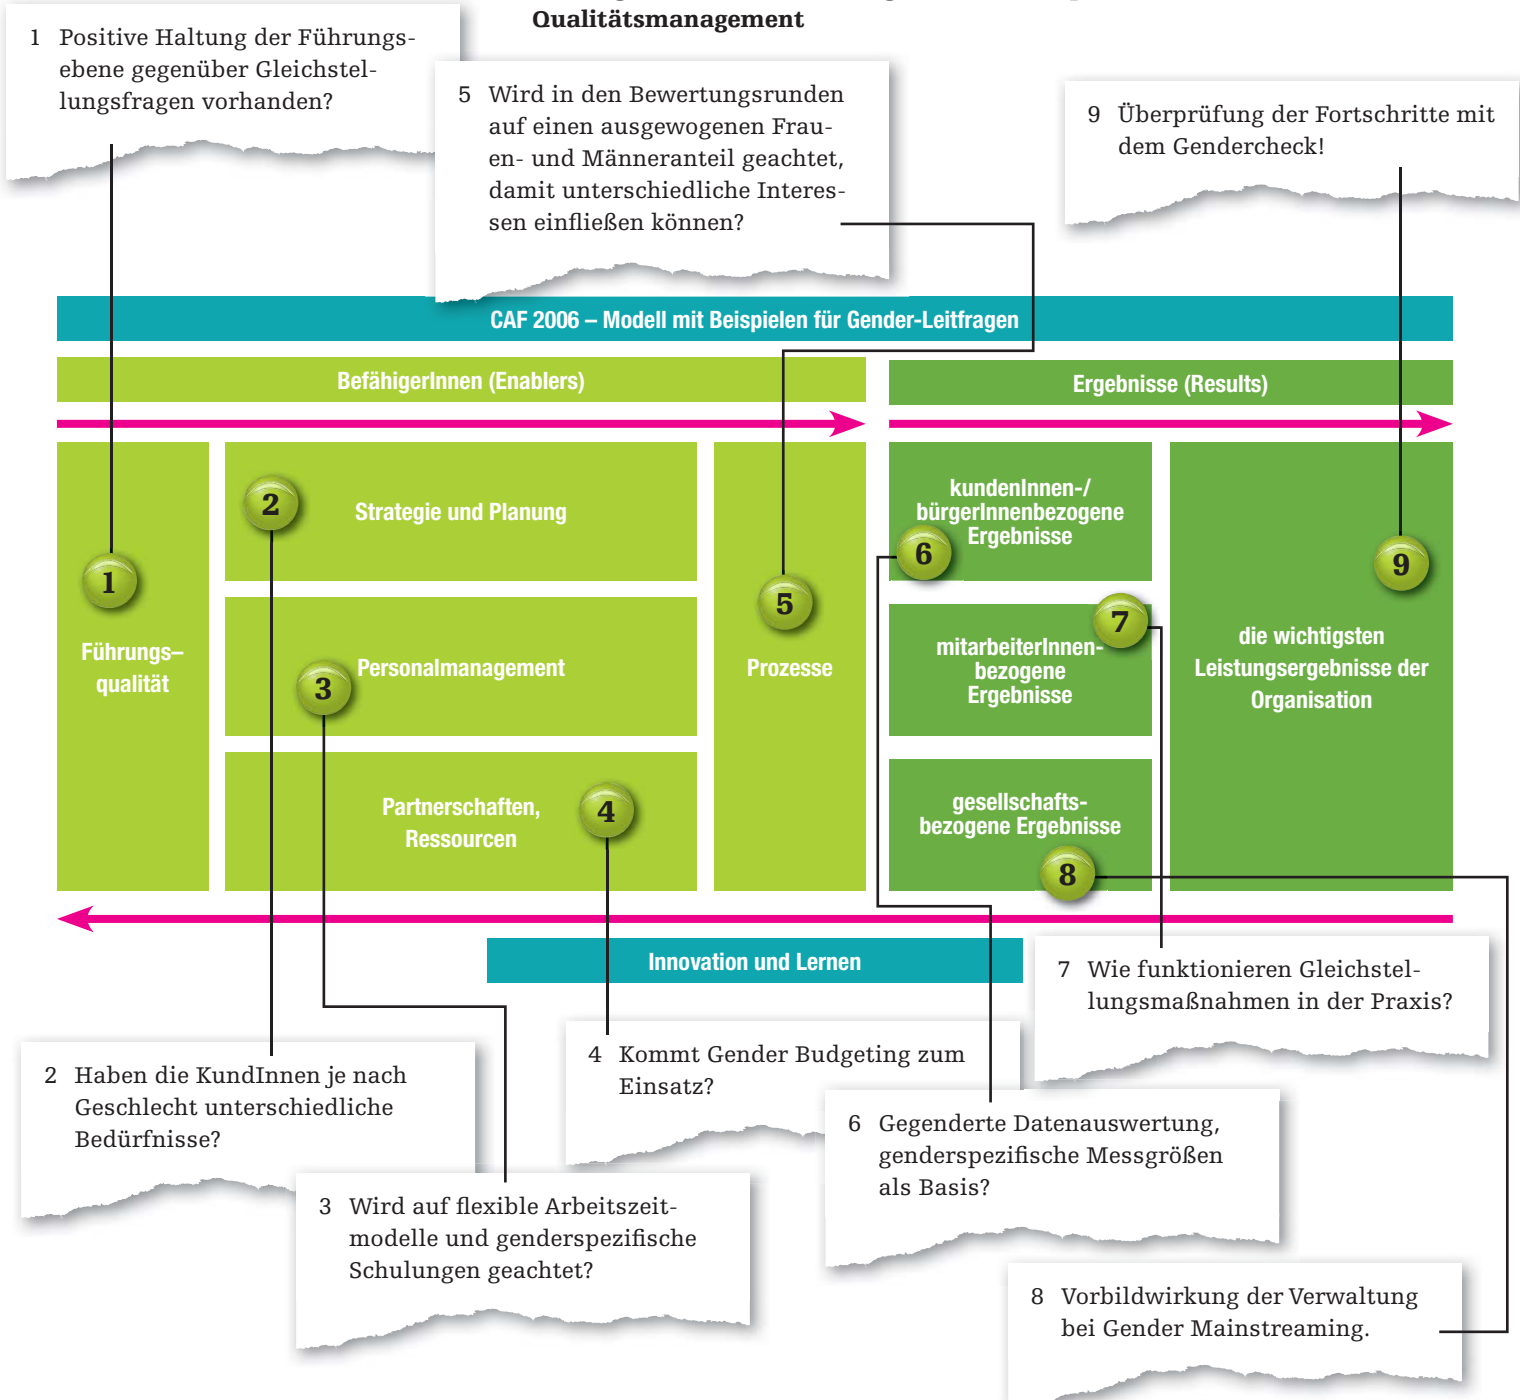 Qualitätsmanagement
1 Positive Haltung der Führungs-
ebene gegenüber Gleichstel-
lungsfragen vorhanden?
5 Wird in den Bewertungsrunden
auf einen ausgewogenen Frau-
en- und Männeranteil geachtet,
damit unterschiedliche Interes-
sen einfließen können?
9 Überprüfung der Fortschritte mit
dem Gendercheck!
CAF 2006 – Modell mit Beispielen für Gender-Leitfragen
BefähigerInnen (Enablers)
Ergebnisse (Results)
1
Führungs–
qualität
2
Strategie und Planung
3
Personalmanagement
4
Partnerschaften,
Ressourcen
5
Prozesse
kundenInnen-/
bürgerInnenbezogene
Ergebnisse
6
7
mitarbeiterInnen-
bezogene
Ergebnisse
gesellschafts-
bezogene Ergebnisse
8
9
die wichtigsten
Leistungsergebnisse der
Organisation
Innovation und Lernen
7 Wie funktionieren Gleichstel-
lungsmaßnahmen in der Praxis?
2 Haben die KundInnen je nach
Geschlecht unterschiedliche
Bedürfnisse?
4 Kommt Gender Budgeting zum
Einsatz?
6 Gegenderte Datenauswertung,
genderspezifische Messgrößen
als Basis?
3 Wird auf flexible Arbeitszeit-
modelle und genderspezifische
Schulungen geachtet?
8 Vorbildwirkung der Verwaltung
bei Gender Mainstreaming.